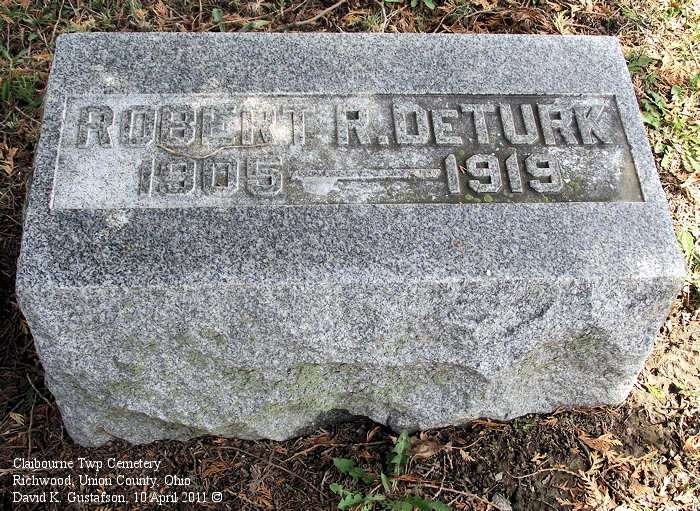 ROBERT R. DETURK
1905 — 1919
Claibourne Twp Cemetery
Richwood, Union County, Ohio
David K. Gustafson, 10 April 2011 ©